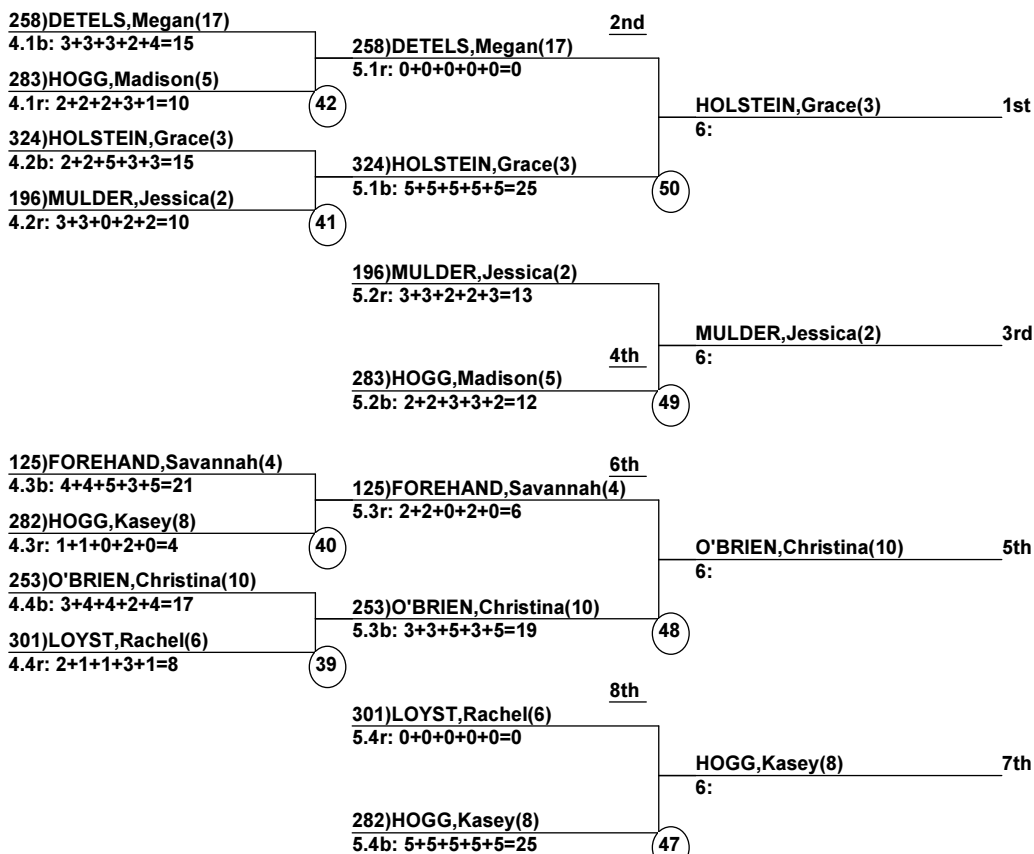 258)DETELS,Megan(17)
4.1b: 3+3+3+2+4=15
283)HOGG,Madison(5)
4.1r: 2+2+2+3+1=10
42
324)HOLSTEIN,Grace(3)
4.2b: 2+2+5+3+3=15
196)MULDER,Jessica(2)
4.2r: 3+3+0+2+2=10
41
2nd
258)DETELS,Megan(17)
5.1r: 0+0+0+0+0=0
324)HOLSTEIN,Grace(3)
5.1b: 5+5+5+5+5=25
50
HOLSTEIN,Grace(3)
1st
6:
196)MULDER,Jessica(2)
5.2r: 3+3+2+2+3=13
4th
283)HOGG,Madison(5)
5.2b: 2+2+3+3+2=12
49
MULDER,Jessica(2)
3rd
6:
125)FOREHAND,Savannah(4)
4.3b: 4+4+5+3+5=21
282)HOGG,Kasey(8)
4.3r: 1+1+0+2+0=4
40
253)O'BRIEN,Christina(10)
4.4b: 3+4+4+2+4=17
301)LOYST,Rachel(6)
4.4r: 2+1+1+3+1=8
39
6th
125)FOREHAND,Savannah(4)
5.3r: 2+2+0+2+0=6
253)O'BRIEN,Christina(10)
5.3b: 3+3+5+3+5=19
48
O'BRIEN,Christina(10)
5th
6:
8th
301)LOYST,Rachel(6)
5.4r: 0+0+0+0+0=0
282)HOGG,Kasey(8)
5.4b: 5+5+5+5+5=25
47
HOGG,Kasey(8)
7th
6: